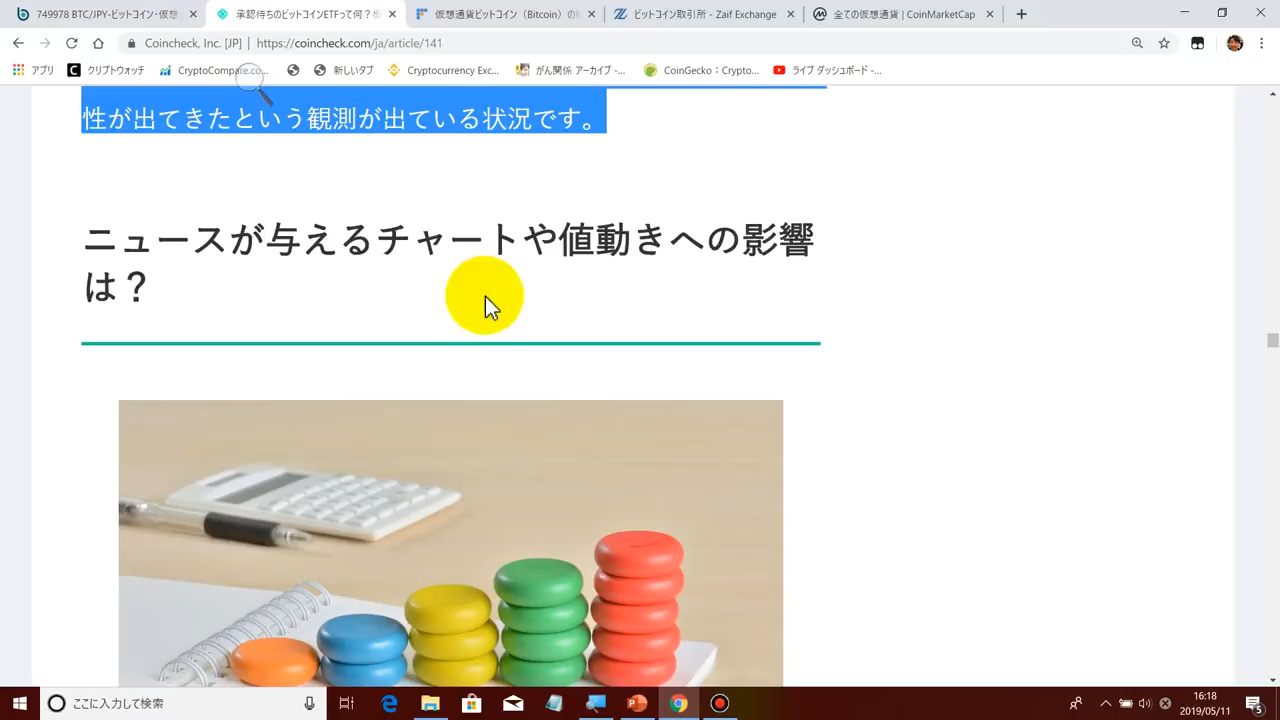 749978 BTC/JPY-ビットコイン・仮想
承認待ちのビットコインETFって何？
仮想通貨ビットコイン（Bitcoin）の
ビットコイン取引所 - Zaif Exchange
全ての仮想通貨 | CoinMarketCap
Coincheck, Inc. [JP] | https://coincheck.com/ja/article/141
アプリ
クリプトウォッチ
CryptoCompare.co...
新しいタブ
Cryptocurrency Exc...
がん関係 アーカイブ -...
CoinGecko：Crypto...
ライブ ダッシュボード -...
性が出てきたという観測が出ている状況です。
ニュースが与えるチャートや値動きへの影響
は？
ここに入力して検索
16:18
2019/05/11
5